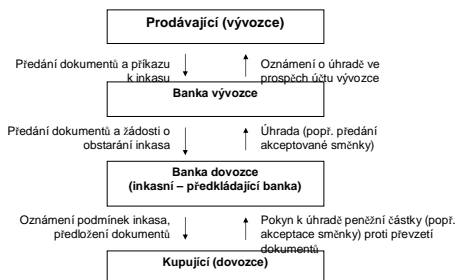 Prodávající (vývozce)
Předání dokumentů a příkazu
k inkasu
Oznámení o úhradě ve
prospěch účtu vývozce
Banka vývozce
Předání dokumentů a žádosti o
obstarání inkasa
Úhrada (popř. předání
akceptované směnky)
Banka dovozce
(inkasní – předkládající banka)
Oznámení podmínek inkasa,
předložení dokumentů
Pokyn k úhradě peněžní částky (popř.
akceptace směnky) proti převzetí
dokumentů
Kupující (dovozce)